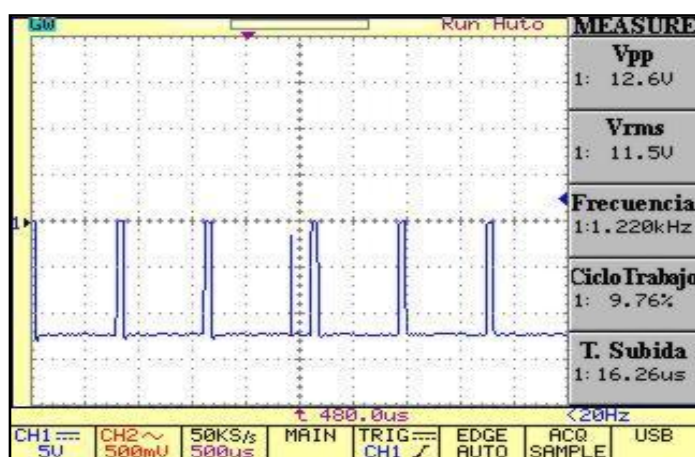 GW Run Auto MEASURE
Vpp
1: 12.6V
Vrms
1: 11.5V
Frecuencia
1:1.220kHz
Ciclo Trabajo
1: 9.76%
T. Subida
1:16.26us
1
480.0us <20Hz
CH1 CH2 50KS/s MAIN TRIG EDGE ACQ USB
5V 500mV 500us CH1 AUTO SAMPLE